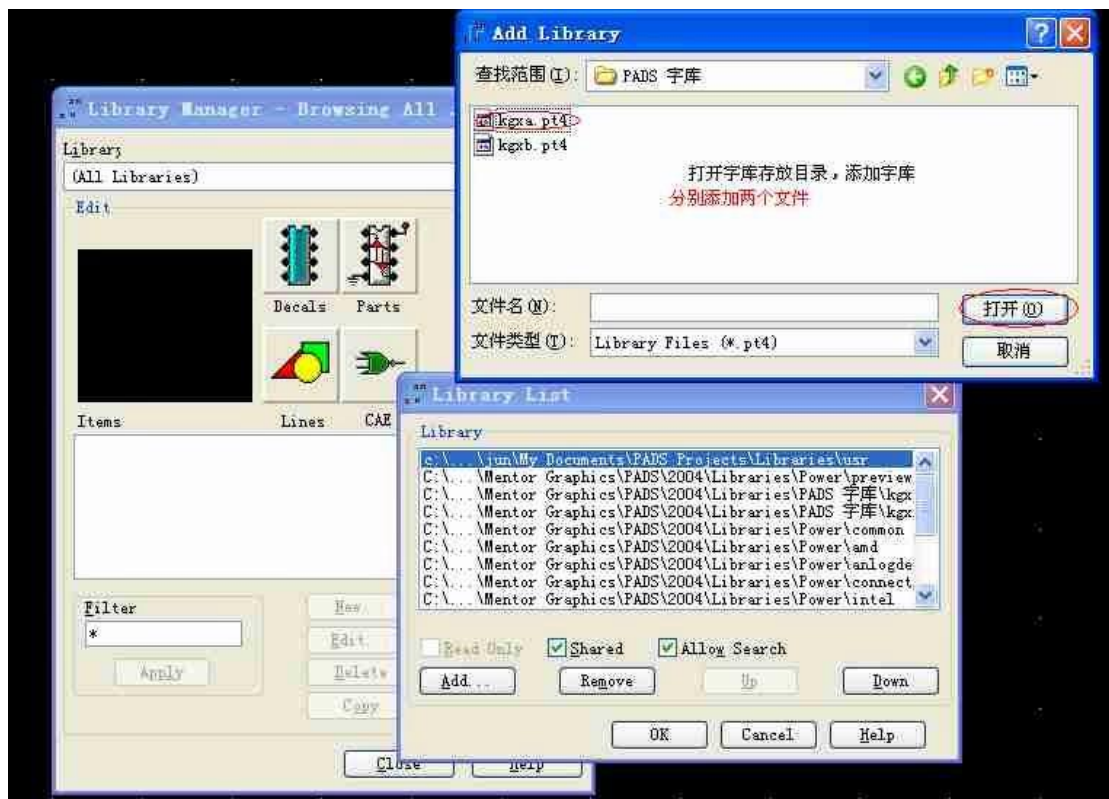 Add Library
查找范围(I):
PADS 字库
kgxa.pt4
kgxb.pt4
打开字库存放目录，添加字库
分别添加两个文件
文件名(N):
打开(O)
文件类型(T):
Library Files (*.pt4)
取消
Library Manager - Browsing All
Library
(All Libraries)
Edit
Decals
Parts
Lines
CAE
Items
Filter
*
Apply
New
Edit
Delete
Copy
Close
Help
Library List
Library
c:\...\jun\My Documents\PADS Projects\Libraries\usr
C:\...\Mentor Graphics\PADS\2004\Libraries\Power\preview
C:\...\Mentor Graphics\PADS\2004\Libraries\PADS 字库\kgx
C:\...\Mentor Graphics\PADS\2004\Libraries\PADS 字库\kgx
C:\...\Mentor Graphics\PADS\2004\Libraries\Power\common
C:\...\Mentor Graphics\PADS\2004\Libraries\Power\amd
C:\...\Mentor Graphics\PADS\2004\Libraries\Power\anlogde
C:\...\Mentor Graphics\PADS\2004\Libraries\Power\connect
C:\...\Mentor Graphics\PADS\2004\Libraries\Power\intel
Read Only
Shared
Allow Search
Add...
Remove
Up
Down
OK
Cancel
Help